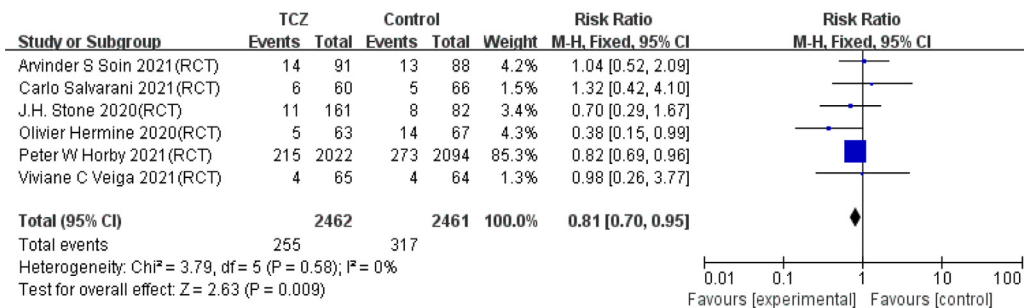 TCZ Control Risk Ratio Risk Ratio
Study or Subgroup Events Total Events Total Weight M-H, Fixed, 95% CI M-H, Fixed, 95% CI
Arvinder S Soin 2021(RCT) 14 91 13 88 4.2% 1.04 [0.52, 2.09]
Carlo Salvarani 2021(RCT) 6 60 5 66 1.5% 1.32 [0.42, 4.10]
J.H. Stone 2020(RCT) 11 161 8 82 3.4% 0.70 [0.29, 1.67]
Olivier Hermine 2020(RCT) 5 63 14 67 4.3% 0.38 [0.15, 0.99]
Peter W Horby 2021(RCT) 215 2022 273 2094 85.3% 0.82 [0.69, 0.96]
Viviane C Veiga 2021(RCT) 4 65 4 64 1.3% 0.98 [0.26, 3.77]
Total (95% CI) 2462 2461 100.0% 0.81 [0.70, 0.95]
Total events 255 317
Heterogeneity: Chi² = 3.79, df = 5 (P = 0.58); I² = 0%
Test for overall effect: Z = 2.63 (P = 0.009)
0.01 0.1 1 10 100
Favours [experimental] Favours [control]